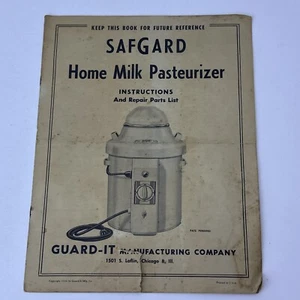 KEEP THIS BOOK FOR FUTURE REFERENCE
SAFGARD
Home Milk Pasteurizer
INSTRUCTIONS
And Repair Parts List
GUARD-IT MANUFACTURING COMPANY
1501 S. Laflin, Chicago 8, Ill.